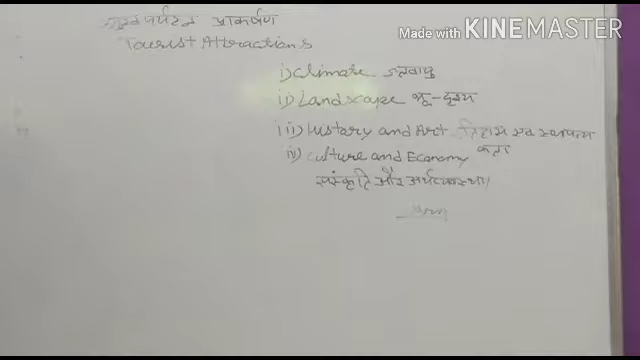 Made with KINEMASTER
पर्यटन आकर्षण
Tourist Attractions
i) Climate जलवायु
ii) Landscape भू-दृश्य
iii) History and Art इतिहास एवं स्थापत्य
कला
iv) Culture and Economy
संस्कृति और अर्थव्यवस्था।